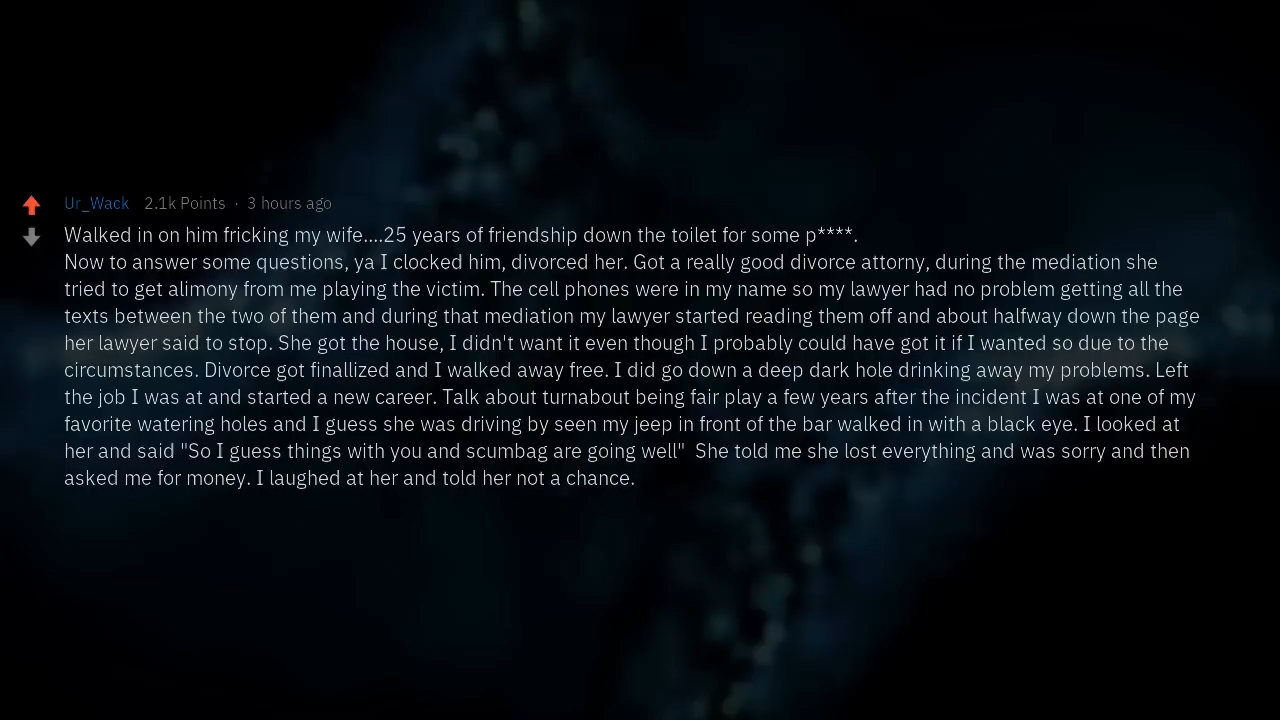 Ur_Wack 2.1k Points · 3 hours ago
Walked in on him fricking my wife....25 years of friendship down the toilet for some p****.
Now to answer some questions, ya I clocked him, divorced her. Got a really good divorce attorny, during the mediation she
tried to get alimony from me playing the victim. The cell phones were in my name so my lawyer had no problem getting all the
texts between the two of them and during that mediation my lawyer started reading them off and about halfway down the page
her lawyer said to stop. She got the house, I didn't want it even though I probably could have got it if I wanted so due to the
circumstances. Divorce got finallized and I walked away free. I did go down a deep dark hole drinking away my problems. Left
the job I was at and started a new career. Talk about turnabout being fair play a few years after the incident I was at one of my
favorite watering holes and I guess she was driving by seen my jeep in front of the bar walked in with a black eye. I looked at
her and said "So I guess things with you and scumbag are going well"  She told me she lost everything and was sorry and then
asked me for money. I laughed at her and told her not a chance.